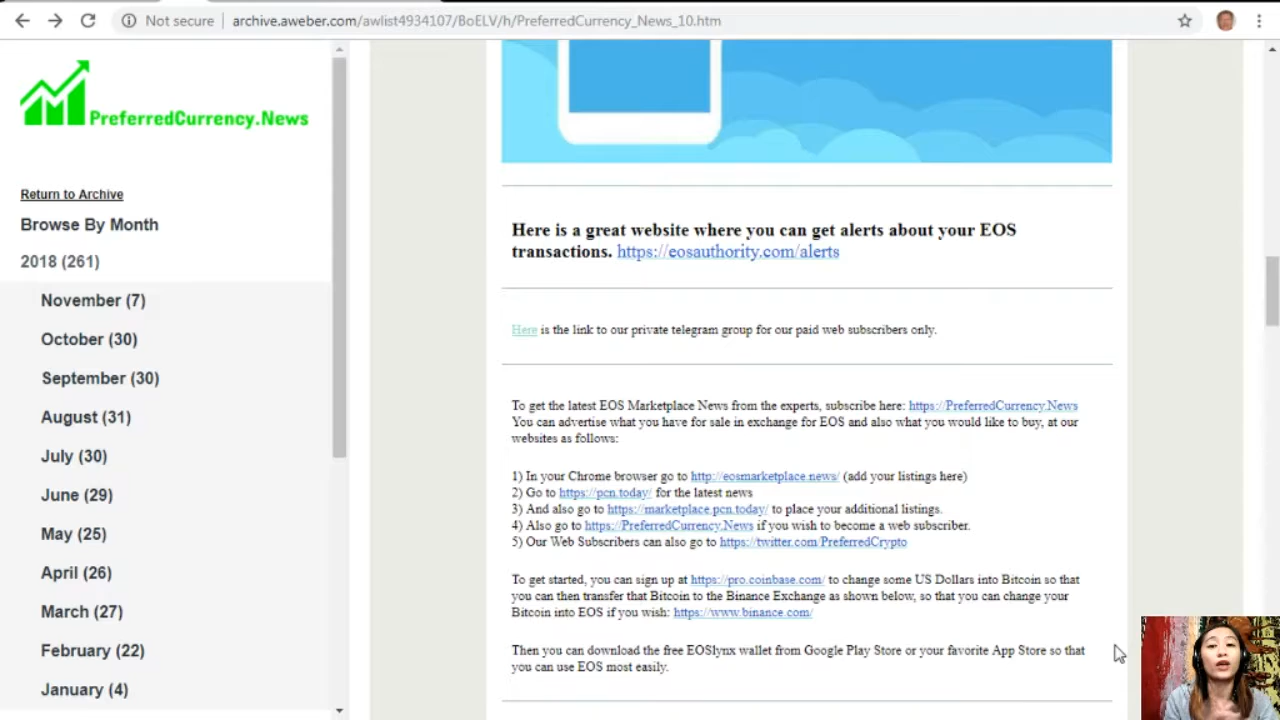 Not secure
archive.aweber.com/awlist4934107/BoELV/h/PreferredCurrency_News_10.htm
PreferredCurrency.News
Return to Archive
Browse By Month
2018 (261)
November (7)
October (30)
September (30)
August (31)
July (30)
June (29)
May (25)
April (26)
March (27)
February (22)
January (4)
Here is a great website where you can get alerts about your EOS
transactions. https://eosauthority.com/alerts
Here is the link to our private telegram group for our paid web subscribers only.
To get the latest EOS Marketplace News from the experts, subscribe here: https://PreferredCurrency.News
You can advertise what you have for sale in exchange for EOS and also what you would like to buy, at our
websites as follows:
1) In your Chrome browser go to http://eosmarketplace.news/ (add your listings here)
2) Go to https://pcn.today/ for the latest news
3) And also go to https://marketplace.pcn.today/ to place your additional listings.
4) Also go to https://PreferredCurrency.News if you wish to become a web subscriber.
5) Our Web Subscribers can also go to https://twitter.com/PreferredCrypto
To get started, you can sign up at https://pro.coinbase.com/ to change some US Dollars into Bitcoin so that
you can then transfer that Bitcoin to the Binance Exchange as shown below, so that you can change your
Bitcoin into EOS if you wish: https://www.binance.com/
Then you can download the free EOSlynx wallet from Google Play Store or your favorite App Store so that
you can use EOS most easily.